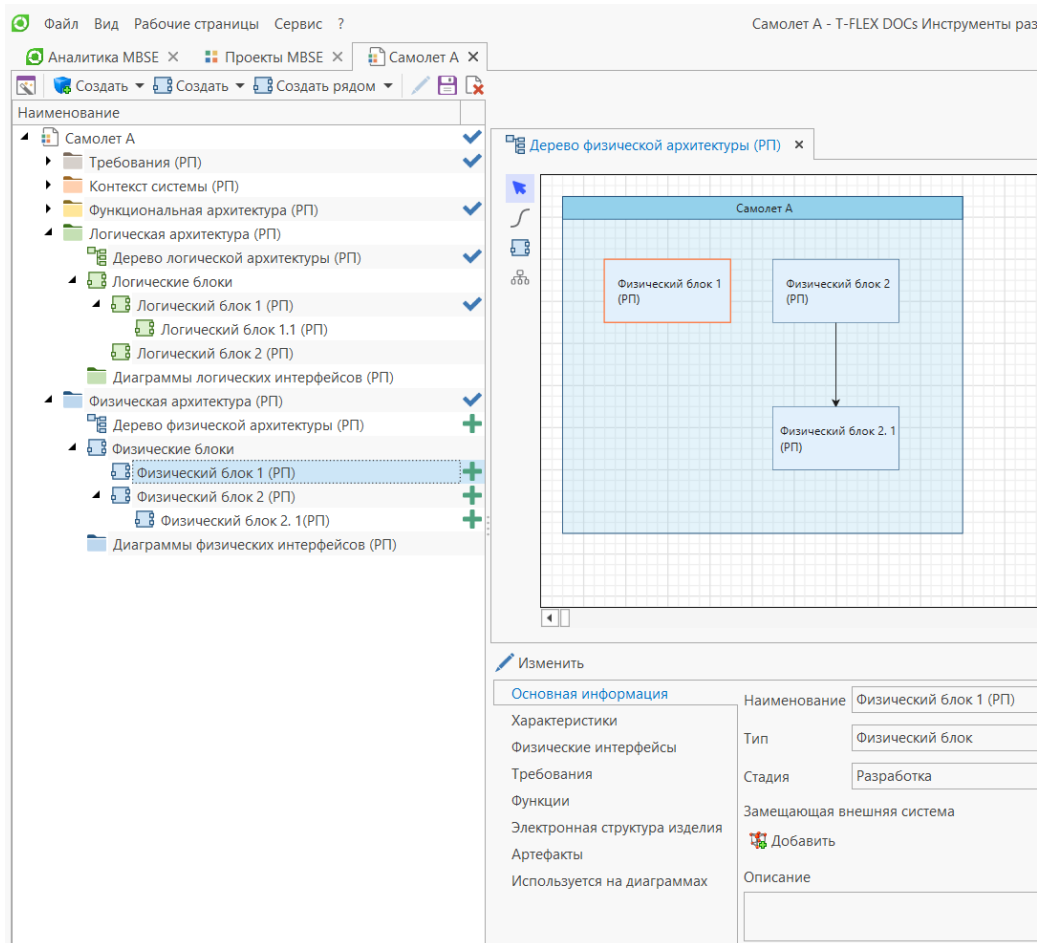 Файл Вид Рабочие страницы Сервис ?
Самолет А - T-FLEX DOCs Инструменты раз
Аналитика MBSE
Проекты MBSE
Самолет А
Создать
Создать
Создать рядом
Наименование
Самолет А
Требования (РП)
Контекст системы (РП)
Функциональная архитектура (РП)
Логическая архитектура (РП)
Дерево логической архитектуры (РП)
Логические блоки
Логический блок 1 (РП)
Логический блок 1.1 (РП)
Логический блок 2 (РП)
Диаграммы логических интерфейсов (РП)
Физическая архитектура (РП)
Дерево физической архитектуры (РП)
Физические блоки
Физический блок 1 (РП)
Физический блок 2 (РП)
Физический блок 2. 1(РП)
Диаграммы физических интерфейсов (РП)
Дерево физической архитектуры (РП)
Самолет А
Физический блок 1
(РП)
Физический блок 2
(РП)
Физический блок 2. 1
(РП)
Изменить
Основная информация
Характеристики
Физические интерфейсы
Требования
Функции
Электронная структура изделия
Артефакты
Используется на диаграммах
Наименование Физический блок 1 (РП)
Тип Физический блок
Стадия Разработка
Замещающая внешняя система
Добавить
Описание